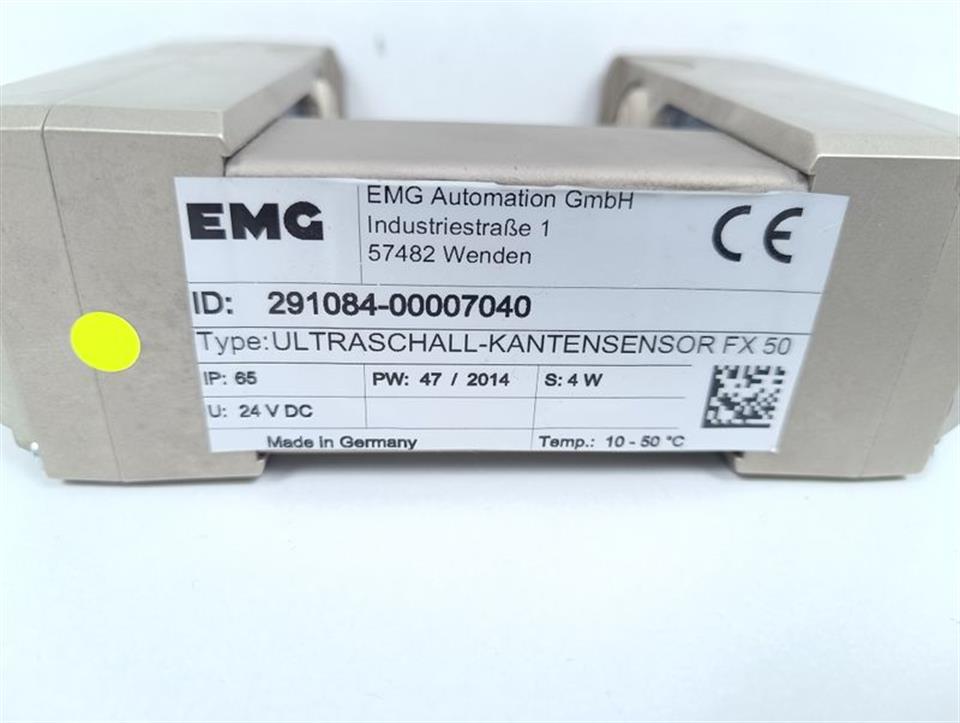 EMG
EMG Automation GmbH
Industriestraße 1
57482 Wenden
CE
ID: 291084-00007040
Type:ULTRASCHALL-KANTENSENSOR FX 50
IP: 65 PW: 47 / 2014 S: 4 W
U: 24 V DC
Made in Germany Temp.: 10 - 50 °C